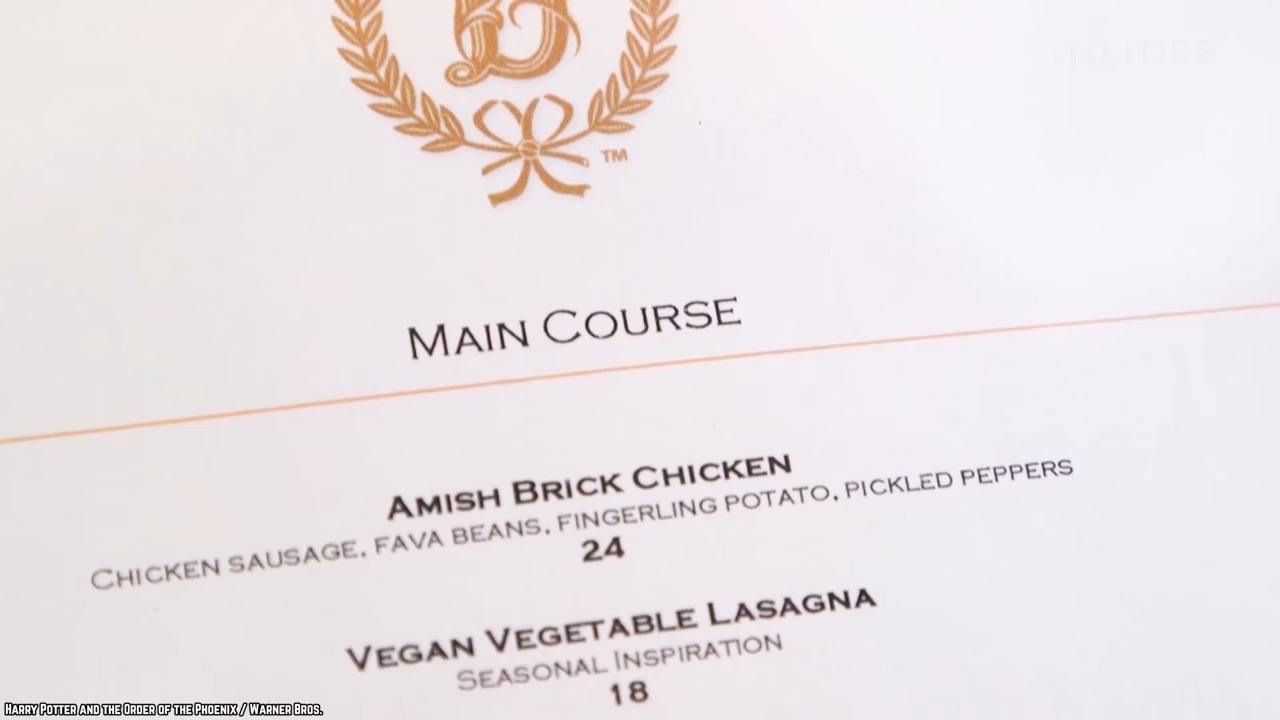 INSIDER
B
TM
Main Course
Amish Brick Chicken
Chicken sausage, fava beans, fingerling potato, pickled peppers
24
Vegan Vegetable Lasagna
Seasonal Inspiration
18
Harry Potter and the Order of the Phoenix / Warner Bros.